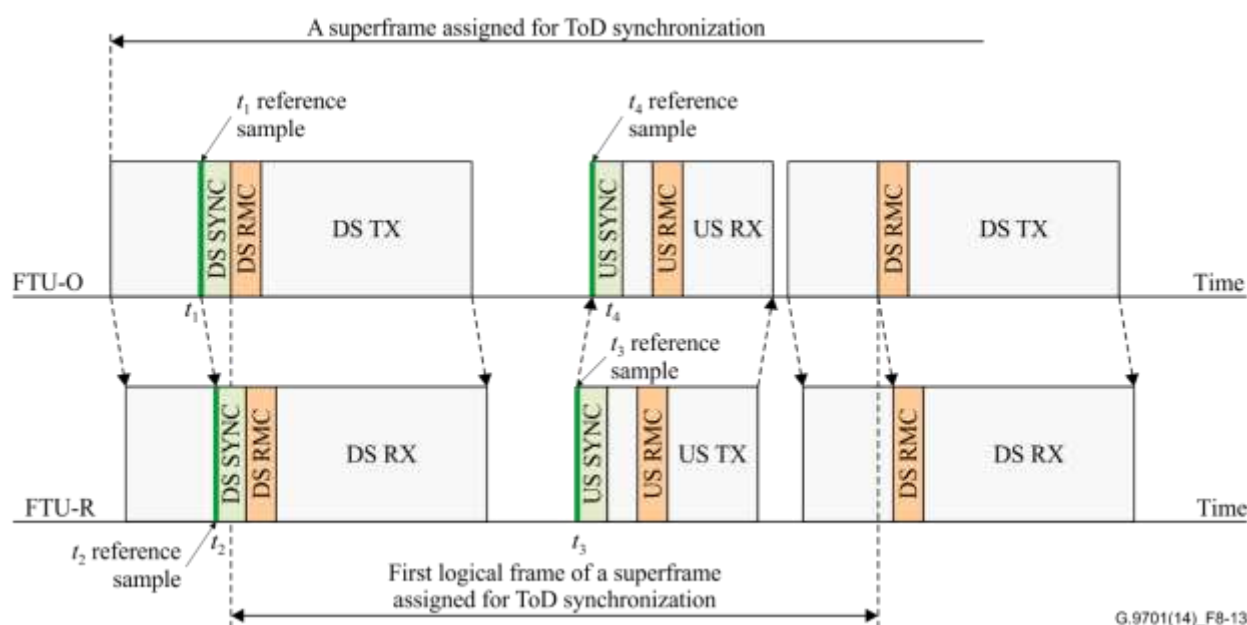 A superframe assigned for ToD synchronization
t1 reference
sample
t4 reference
sample
DS SYNC
DS RMC
DS TX
US SYNC
US RMC
US RX
DS RMC
DS TX
FTU-O
Time
t1
t4
t3 reference
sample
DS SYNC
DS RMC
DS RX
US SYNC
US RMC
US TX
DS RMC
DS RX
FTU-R
Time
t2
t3
t2 reference
sample
First logical frame of a superframe
assigned for ToD synchronization
G.9701(14)_F8-13